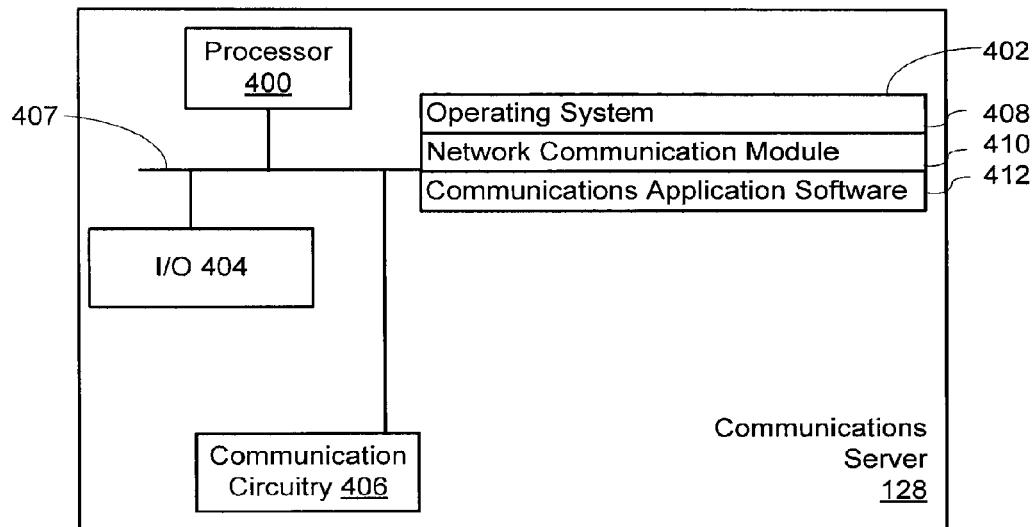 Processor
400
402
407
Operating System
408
Network Communication Module
410
Communications Application Software
412
I/O 404
Communication
Circuitry 406
Communications
Server
128